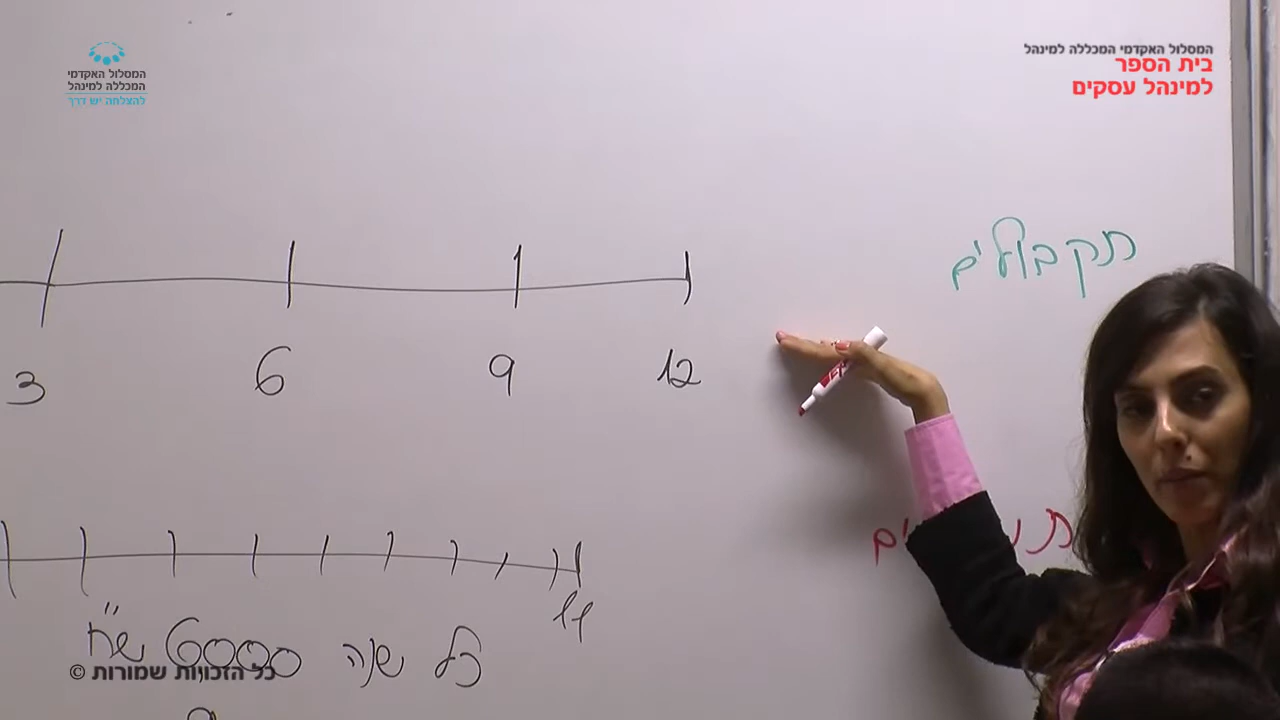 המסלול האקדמי המכללה למינהל
בית הספר
למינהל עסקים
המסלול האקדמי
המכללה למינהל
להצלחה יש דרך
תקבולים
3 6 9 12
11
כל שנה 6000 ש"ח
כל הזכויות שמורות ©